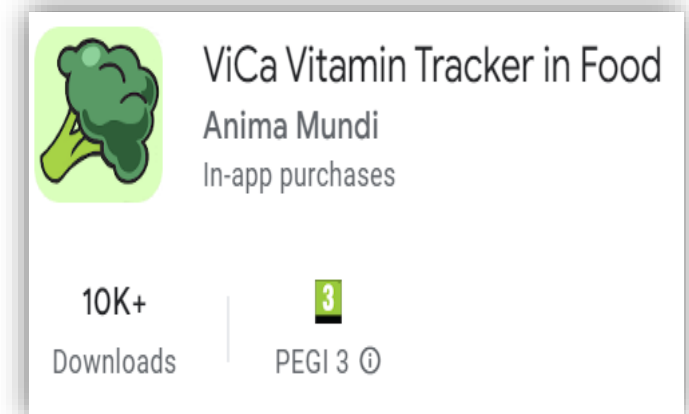 ViCa Vitamin Tracker in Food
Anima Mundi
In-app purchases
10K+
3
Downloads
PEGI 3